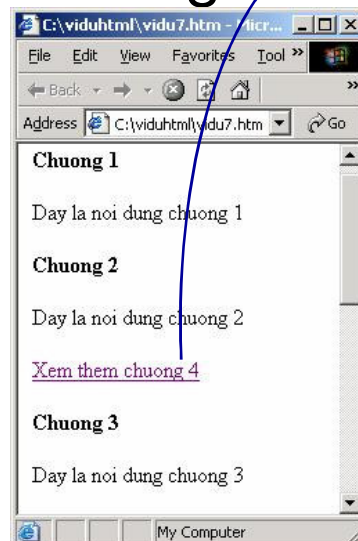 C:\viduhtml\vidu7.htm - Micr...
File Edit View Favorites Tool »
Back »
Address C:\viduhtml\vidu7.htm Go
Chuong 1
Day la noi dung chuong 1
Chuong 2
Day la noi dung chuong 2
Xem them chuong 4
Chuong 3
Day la noi dung chuong 3
My Computer